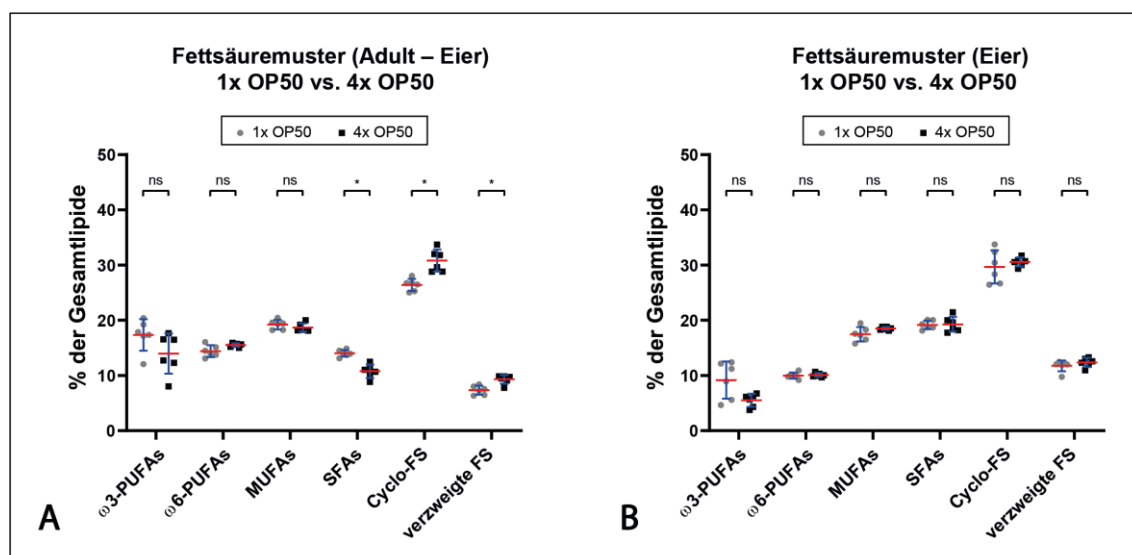 Fettsäuremuster (Adult – Eier)
1x OP50 vs. 4x OP50
1x OP50 4x OP50
% der Gesamtlipide
50
40
30
20
10
0
ns ns ns * * *
ω3-PUFAs
ω6-PUFAs
MUFAs
SFAs
Cyclo-FS
verzweigte FS
A
Fettsäuremuster (Eier)
1x OP50 vs. 4x OP50
1x OP50 4x OP50
% der Gesamtlipide
50
40
30
20
10
0
ns ns ns ns ns ns
ω3-PUFAs
ω6-PUFAs
MUFAs
SFAs
Cyclo-FS
verzweigte FS
B